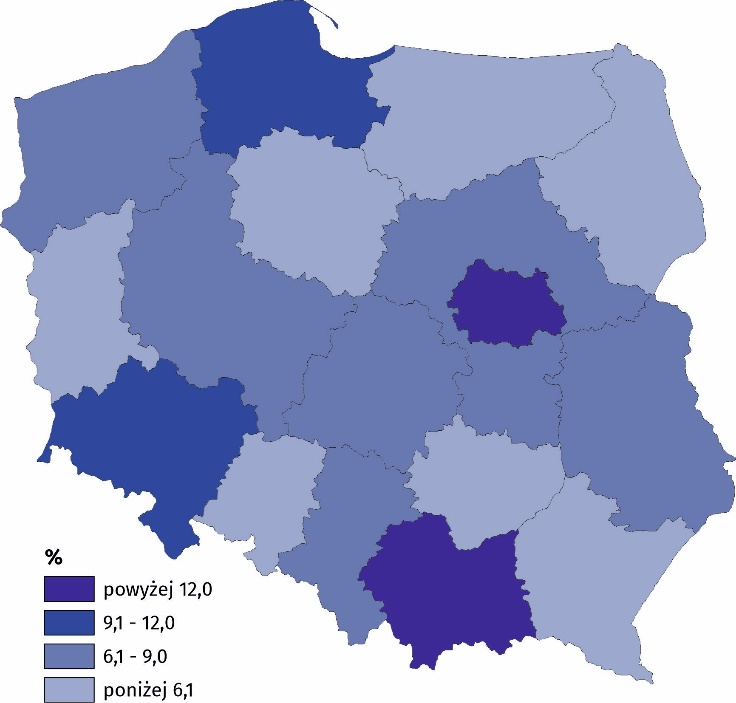 %
powyżej 12,0
9,1 - 12,0
6,1 - 9,0
poniżej 6,1